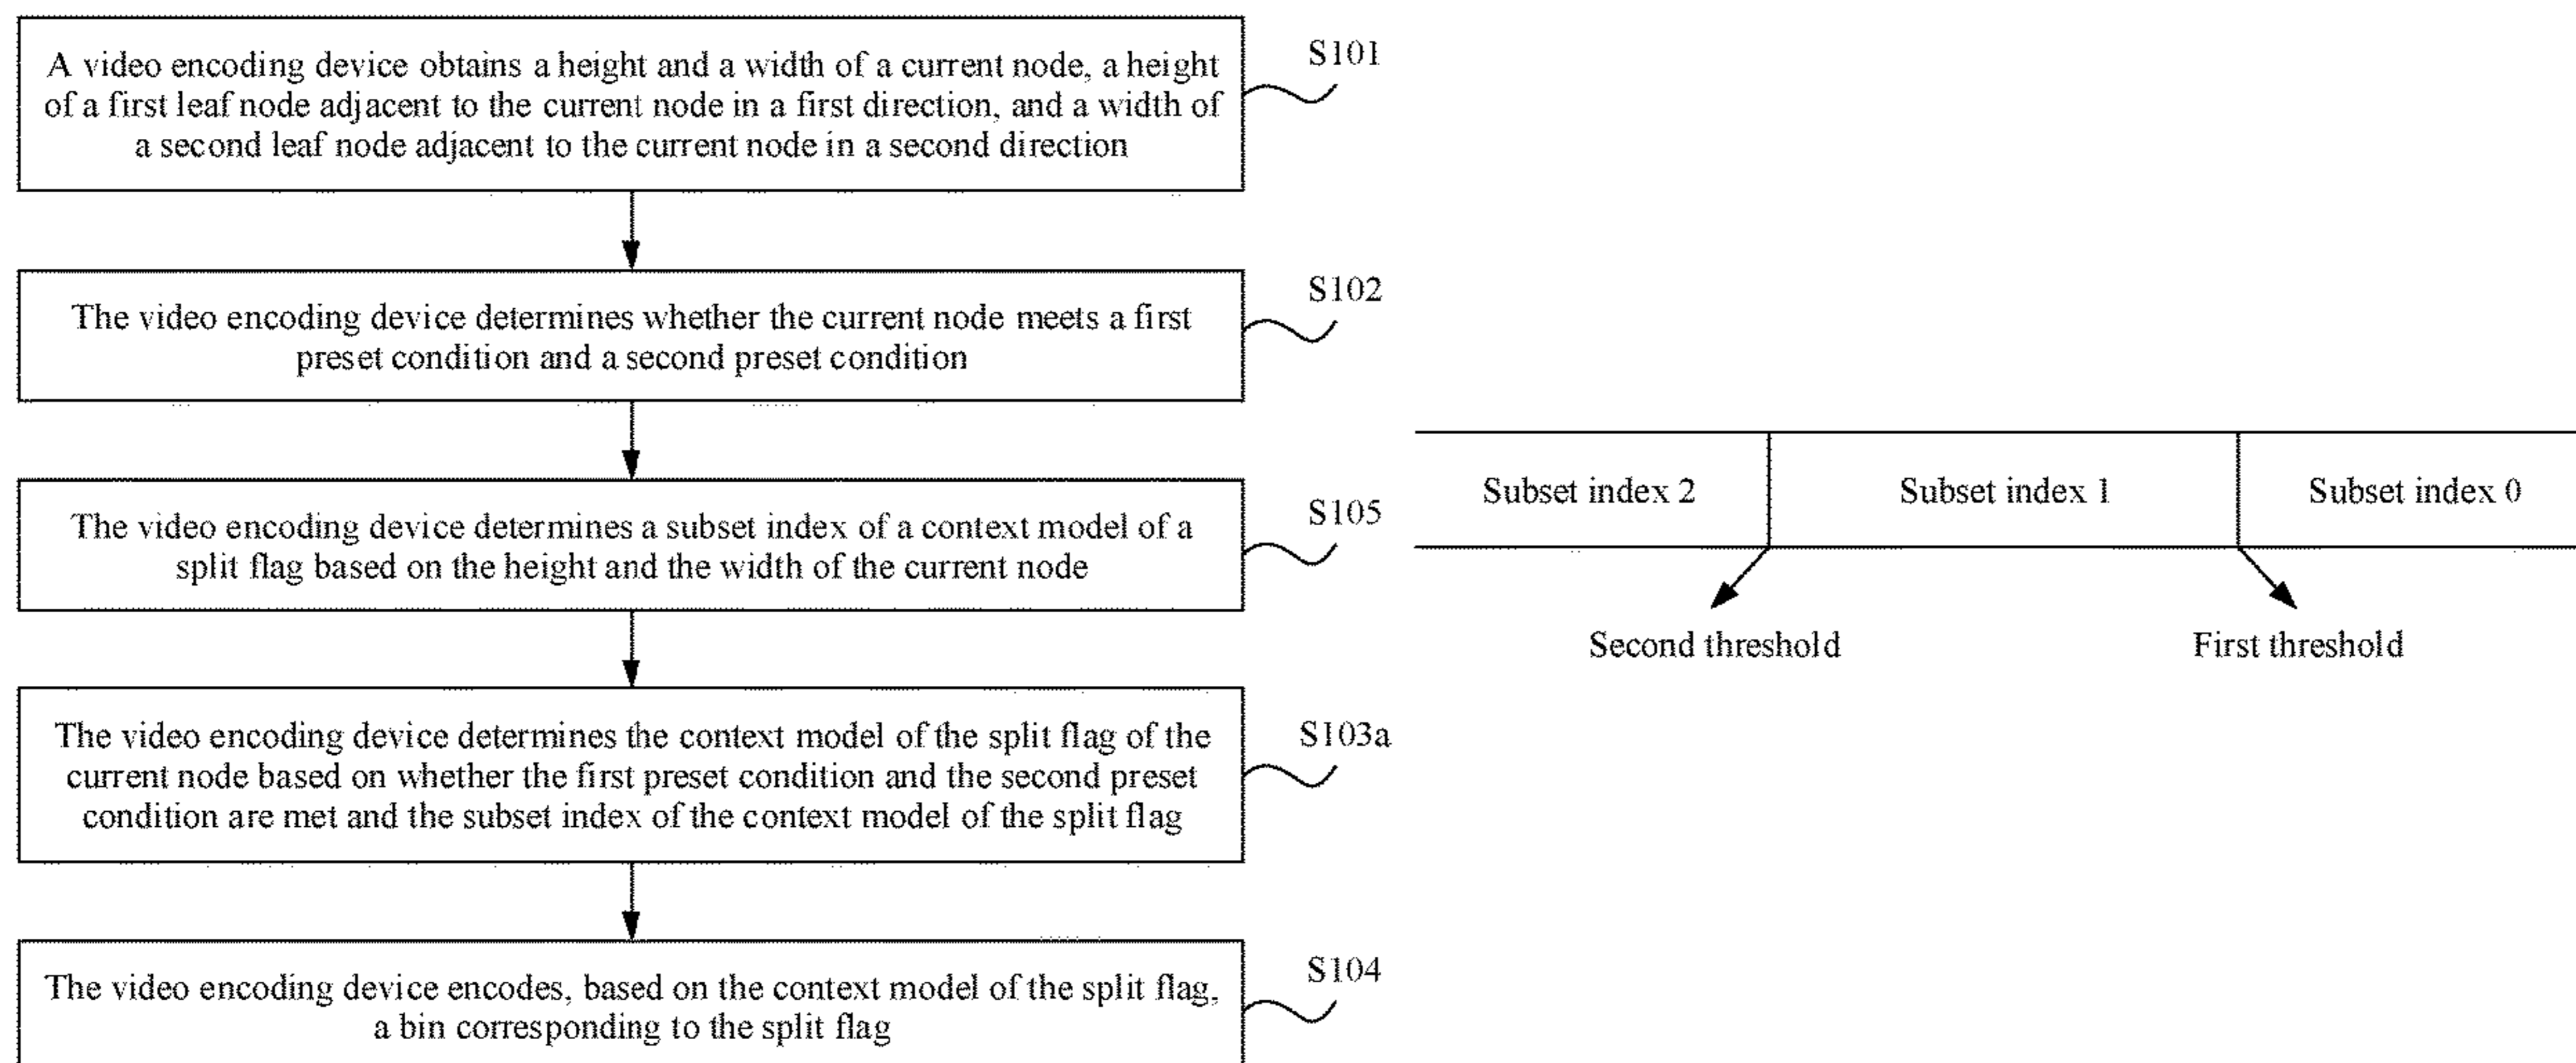 A video encoding device obtains a height and a width of a current node, a height
of a first leaf node adjacent to the current node in a first direction, and a width of
a second leaf node adjacent to the current node in a second direction
S101
The video encoding device determines whether the current node meets a first
preset condition and a second preset condition
S102
The video encoding device determines a subset index of a context model of a
split flag based on the height and the width of the current node
S105
The video encoding device determines the context model of the split flag of the
current node based on whether the first preset condition and the second preset
condition are met and the subset index of the context model of the split flag
S103a
The video encoding device encodes, based on the context model of the split flag,
a bin corresponding to the split flag
S104
Subset index 2
Subset index 1
Subset index 0
Second threshold
First threshold